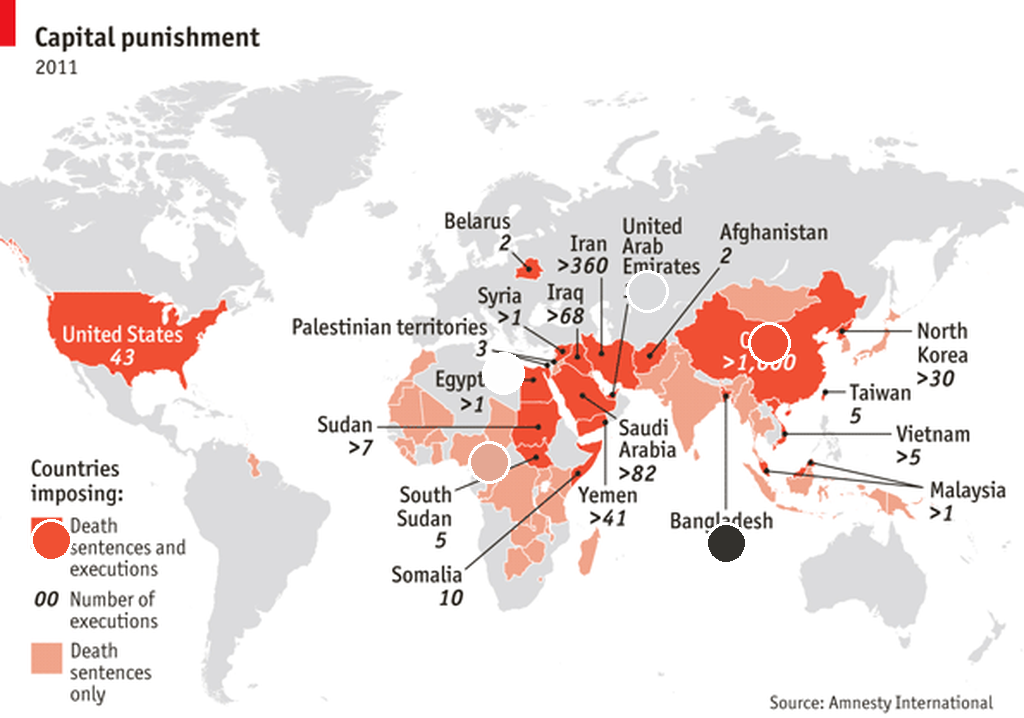 Capital punishment
2011
Belarus
2
Iran
>360
United
Arab
Emirates
Afghanistan
2
Syria
>1
Iraq
>68
Palestinian territories
3
United States
43
Egypt
>1
>1,000
North
Korea
>30
Taiwan
5
Sudan
>7
Saudi
Arabia
>82
Vietnam
>5
South
Sudan
5
Yemen
>41
Malaysia
>1
Bangladesh
Somalia
10
Countries
imposing:
Death
sentences and
executions
00 Number of
executions
Death
sentences
only
Source: Amnesty International